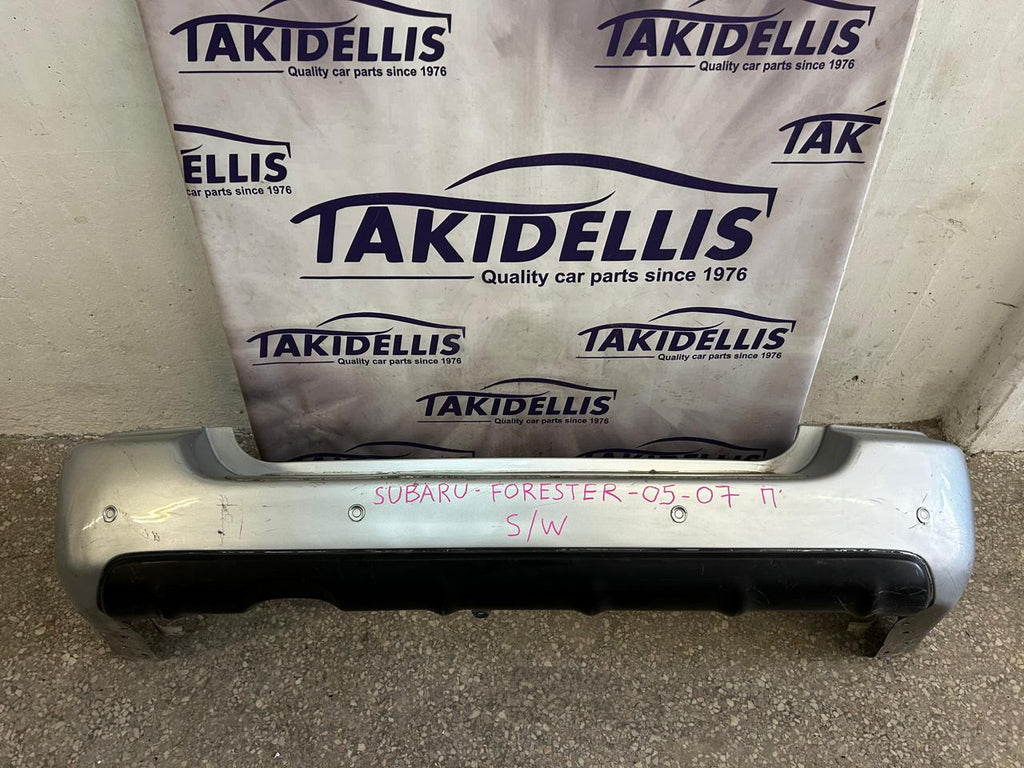 TAKIDELLIS
Quality car parts since 1976
TAKIDELLIS
Quality car parts since 1976
ELLIS
car parts since 1976
TAK
TAKIDELLIS
Quality car parts since 1976
TAKIDELLIS
Quality car parts since 1976
TAKIDELLIS
Quality car parts since 1976
TAKIDELLIS
Quality car parts since 1976
SUBARU - FORESTER - 05-07 Π'
S/W